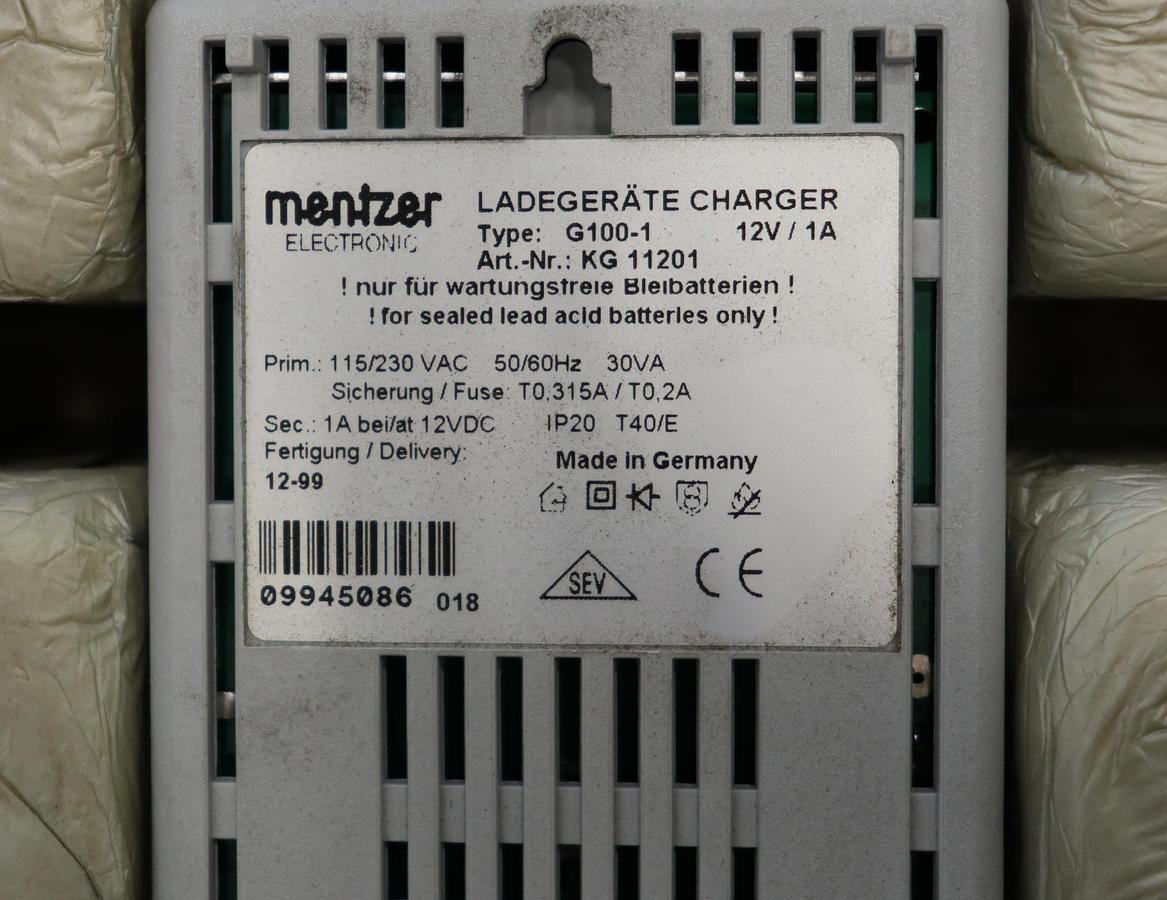 mentzer
ELECTRONIC
LADEGERÄTE CHARGER
Type: G100-1 12V / 1A
Art.-Nr.: KG 11201
! nur für wartungsfreie Bleibatterien !
! for sealed lead acid batteries only !
Prim.: 115/230 VAC 50/60Hz 30VA
Sicherung / Fuse: T0,315A / T0,2A
Sec.: 1A bei/at 12VDC IP20 T40/E
Fertigung / Delivery:
12-99
Made in Germany
09945086 018
SEV
CE